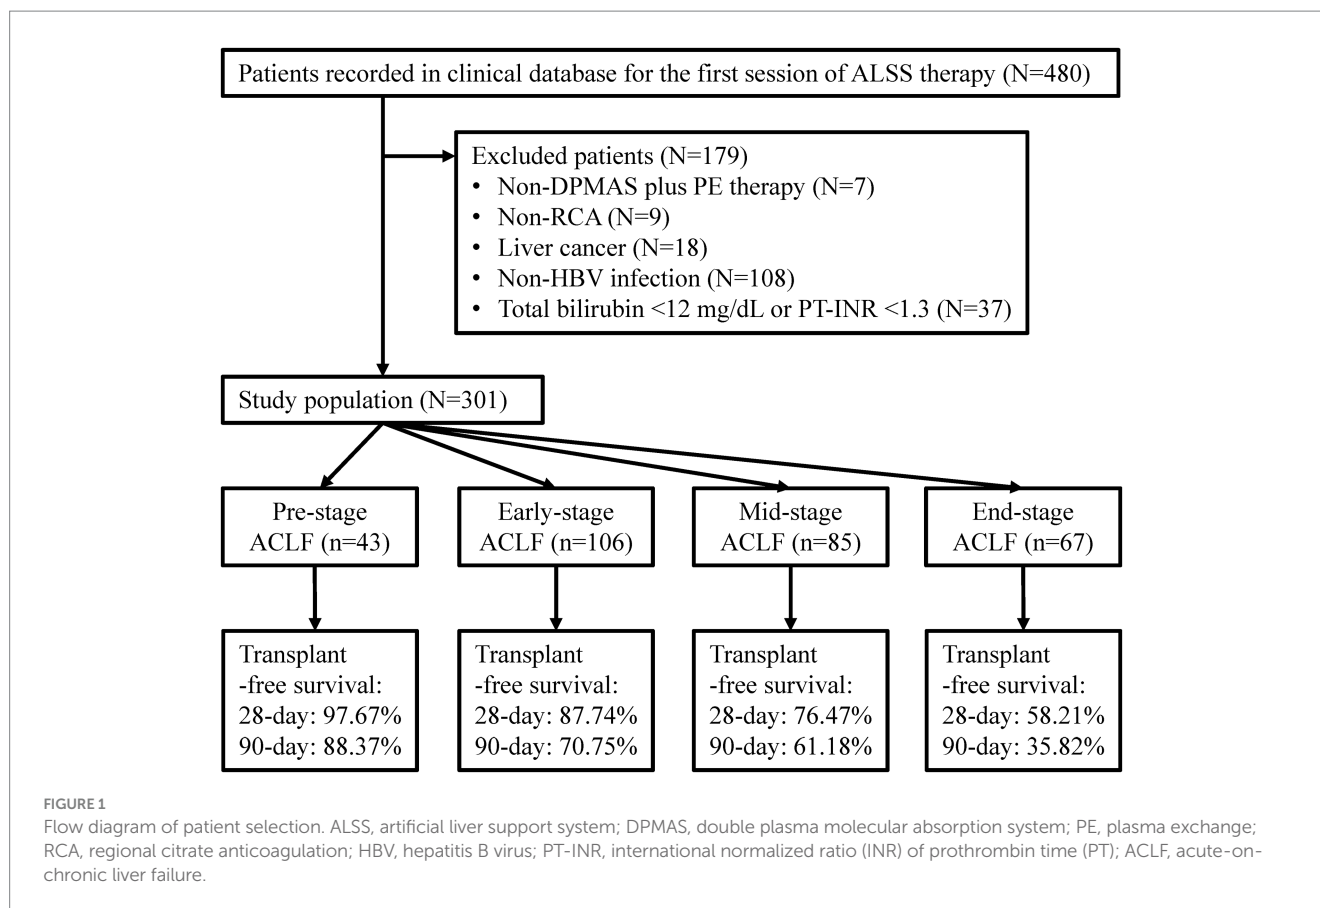 Patients recorded in clinical database for the first session of ALSS therapy (N=480)
Excluded patients (N=179)
• Non-DPMAS plus PE therapy (N=7)
• Non-RCA (N=9)
• Liver cancer (N=18)
• Non-HBV infection (N=108)
• Total bilirubin <12 mg/dL or PT-INR <1.3 (N=37)
Study population (N=301)
Pre-stage
ACLF (n=43)
Early-stage
ACLF (n=106)
Mid-stage
ACLF (n=85)
End-stage
ACLF (n=67)
Transplant
-free survival:
28-day: 97.67%
90-day: 88.37%
Transplant
-free survival:
28-day: 87.74%
90-day: 70.75%
Transplant
-free survival:
28-day: 76.47%
90-day: 61.18%
Transplant
-free survival:
28-day: 58.21%
90-day: 35.82%
FIGURE 1
Flow diagram of patient selection. ALSS, artificial liver support system; DPMAS, double plasma molecular absorption system; PE, plasma exchange;
RCA, regional citrate anticoagulation; HBV, hepatitis B virus; PT-INR, international normalized ratio (INR) of prothrombin time (PT); ACLF, acute-on-
chronic liver failure.